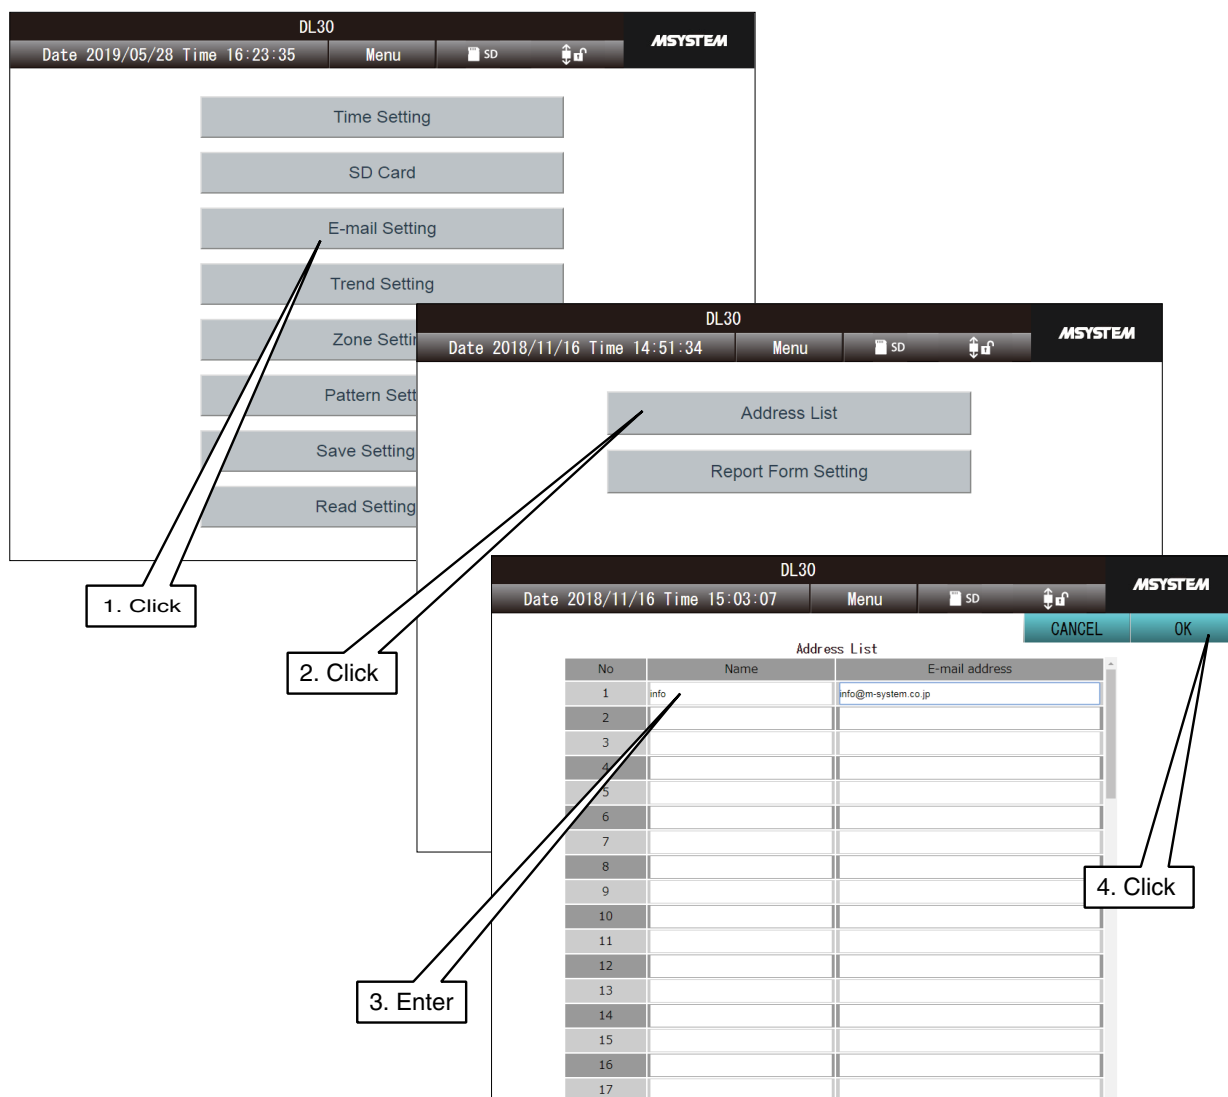 DL30
Date 2019/05/28 Time 16:23:35 Menu SD
MSYSTEM
Time Setting
SD Card
E-mail Setting
Trend Setting
Zone Settin
Pattern Sett
Save Setting
Read Setting
1. Click
DL30
Date 2018/11/16 Time 14:51:34 Menu SD
MSYSTEM
Address List
Report Form Setting
2. Click
DL30
Date 2018/11/16 Time 15:03:07 Menu SD
MSYSTEM
CANCEL OK
Address List
No Name E-mail address
1 info info@m-system.co.jp
2
3
4
5
6
7
8
9
10
11
12
13
14
15
16
17
3. Enter
4. Click